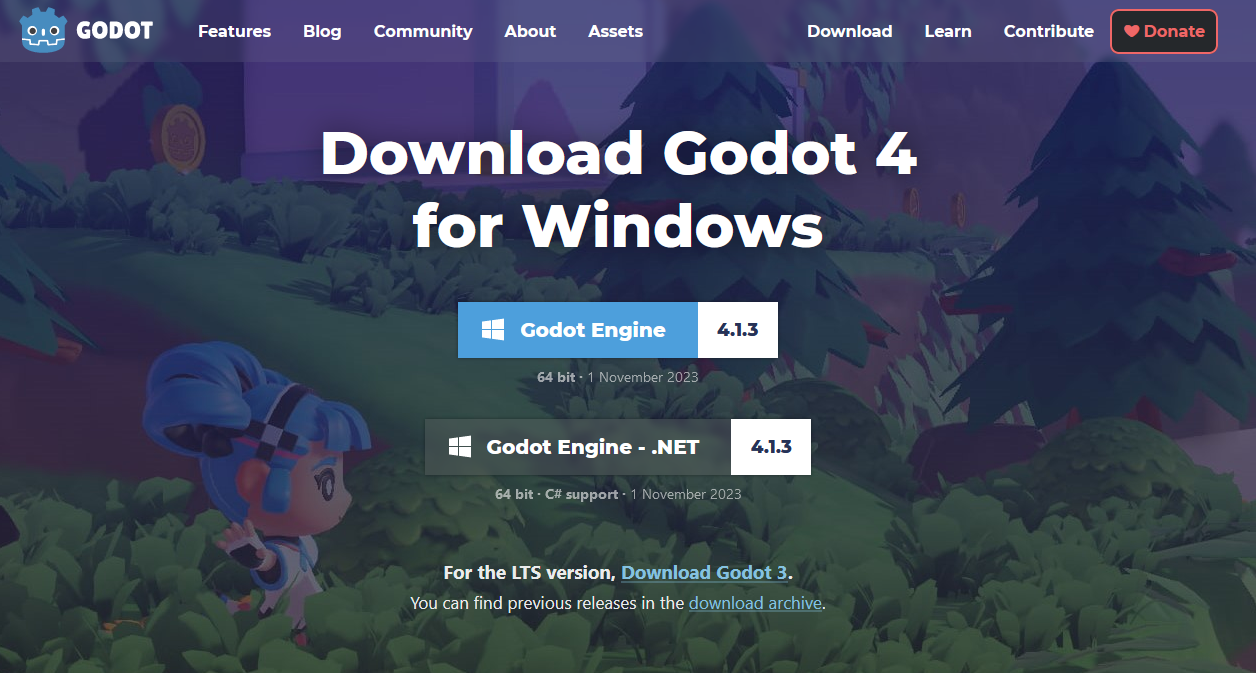 GODOT Features Blog Community About Assets Download Learn Contribute Donate
Download Godot 4
for Windows
Godot Engine 4.1.3
64 bit · 1 November 2023
Godot Engine - .NET 4.1.3
64 bit · C# support · 1 November 2023
For the LTS version, Download Godot 3.
You can find previous releases in the download archive.